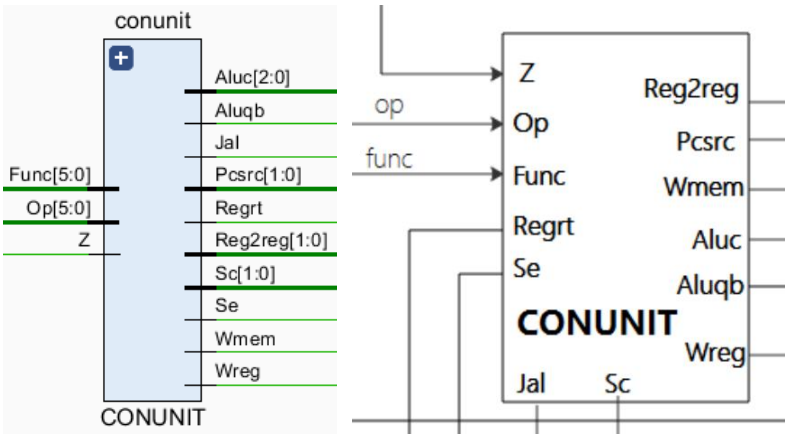 conunit
Aluc[2:0]
Aluqb
Jal
Func[5:0]
Pcsrc[1:0]
Op[5:0]
Regrt
Z
Reg2reg[1:0]
Sc[1:0]
Se
Wmem
Wreg
CONUNIT
Z
Reg2reg
op
Op
Pcsrc
func
Func
Wmem
Regrt
Aluc
Se
Aluqb
CONUNIT
Wreg
Jal
Sc